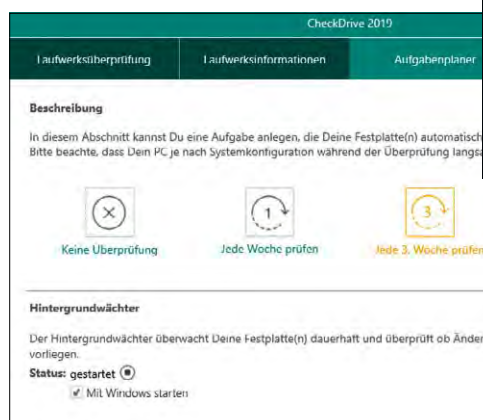 CheckDrive 2019
Laufwerksüberprüfung Laufwerksinformationen Aufgabenplaner
Beschreibung
In diesem Abschnitt kannst Du eine Aufgabe anlegen, die Deine Festplatte(n) automatisch
Bitte beachte, dass Dein PC je nach Systemkonfiguration während der Überprüfung langsa
1 3
Keine Überprüfung Jede Woche prüfen Jede 3. Woche prüfen
Hintergrundwächter
Der Hintergrundwächter überwacht Deine Festplatte(n) dauerhaft und überprüft ob Änder
vorliegen.
Status: gestartet
Mit Windows starten